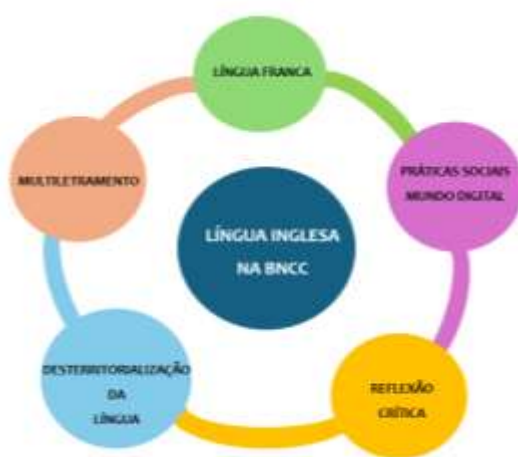 LÍNGUA FRANCA
MULTILETRAMENTO
PRÁTICAS SOCIAIS
MUNDO DIGITAL
LÍNGUA INGLESA
NA BNCC
DESTERRITORIALIZAÇÃO
DA
LÍNGUA
REFLEXÃO
CRÍTICA